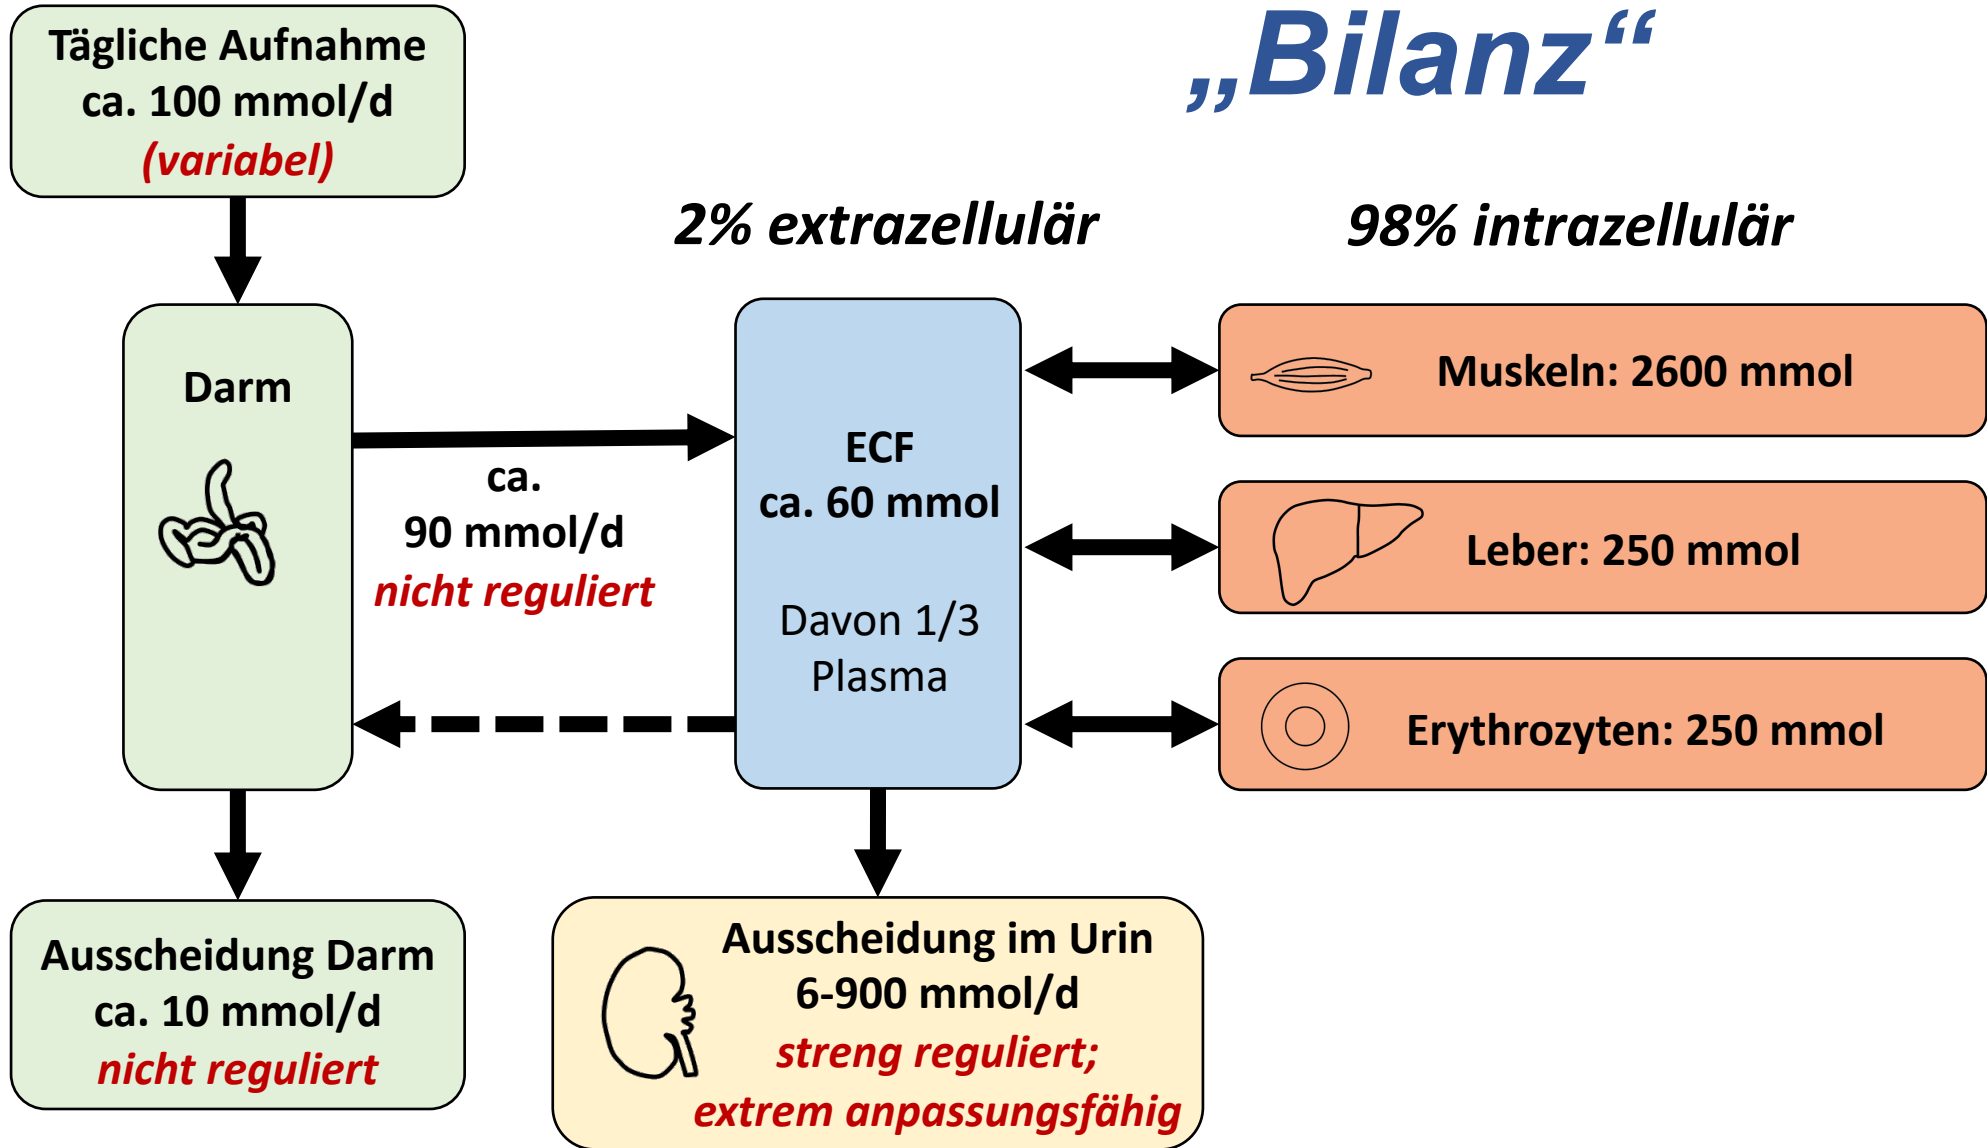 „Bilanz“
Tägliche Aufnahme
ca. 100 mmol/d
(variabel)
2% extrazellulär
98% intrazellulär
Darm
ca.
90 mmol/d
nicht reguliert
ECF
ca. 60 mmol
Davon 1/3
Plasma
Muskeln: 2600 mmol
Leber: 250 mmol
Erythrozyten: 250 mmol
Ausscheidung Darm
ca. 10 mmol/d
nicht reguliert
Ausscheidung im Urin
6-900 mmol/d
streng reguliert;
extrem anpassungsfähig